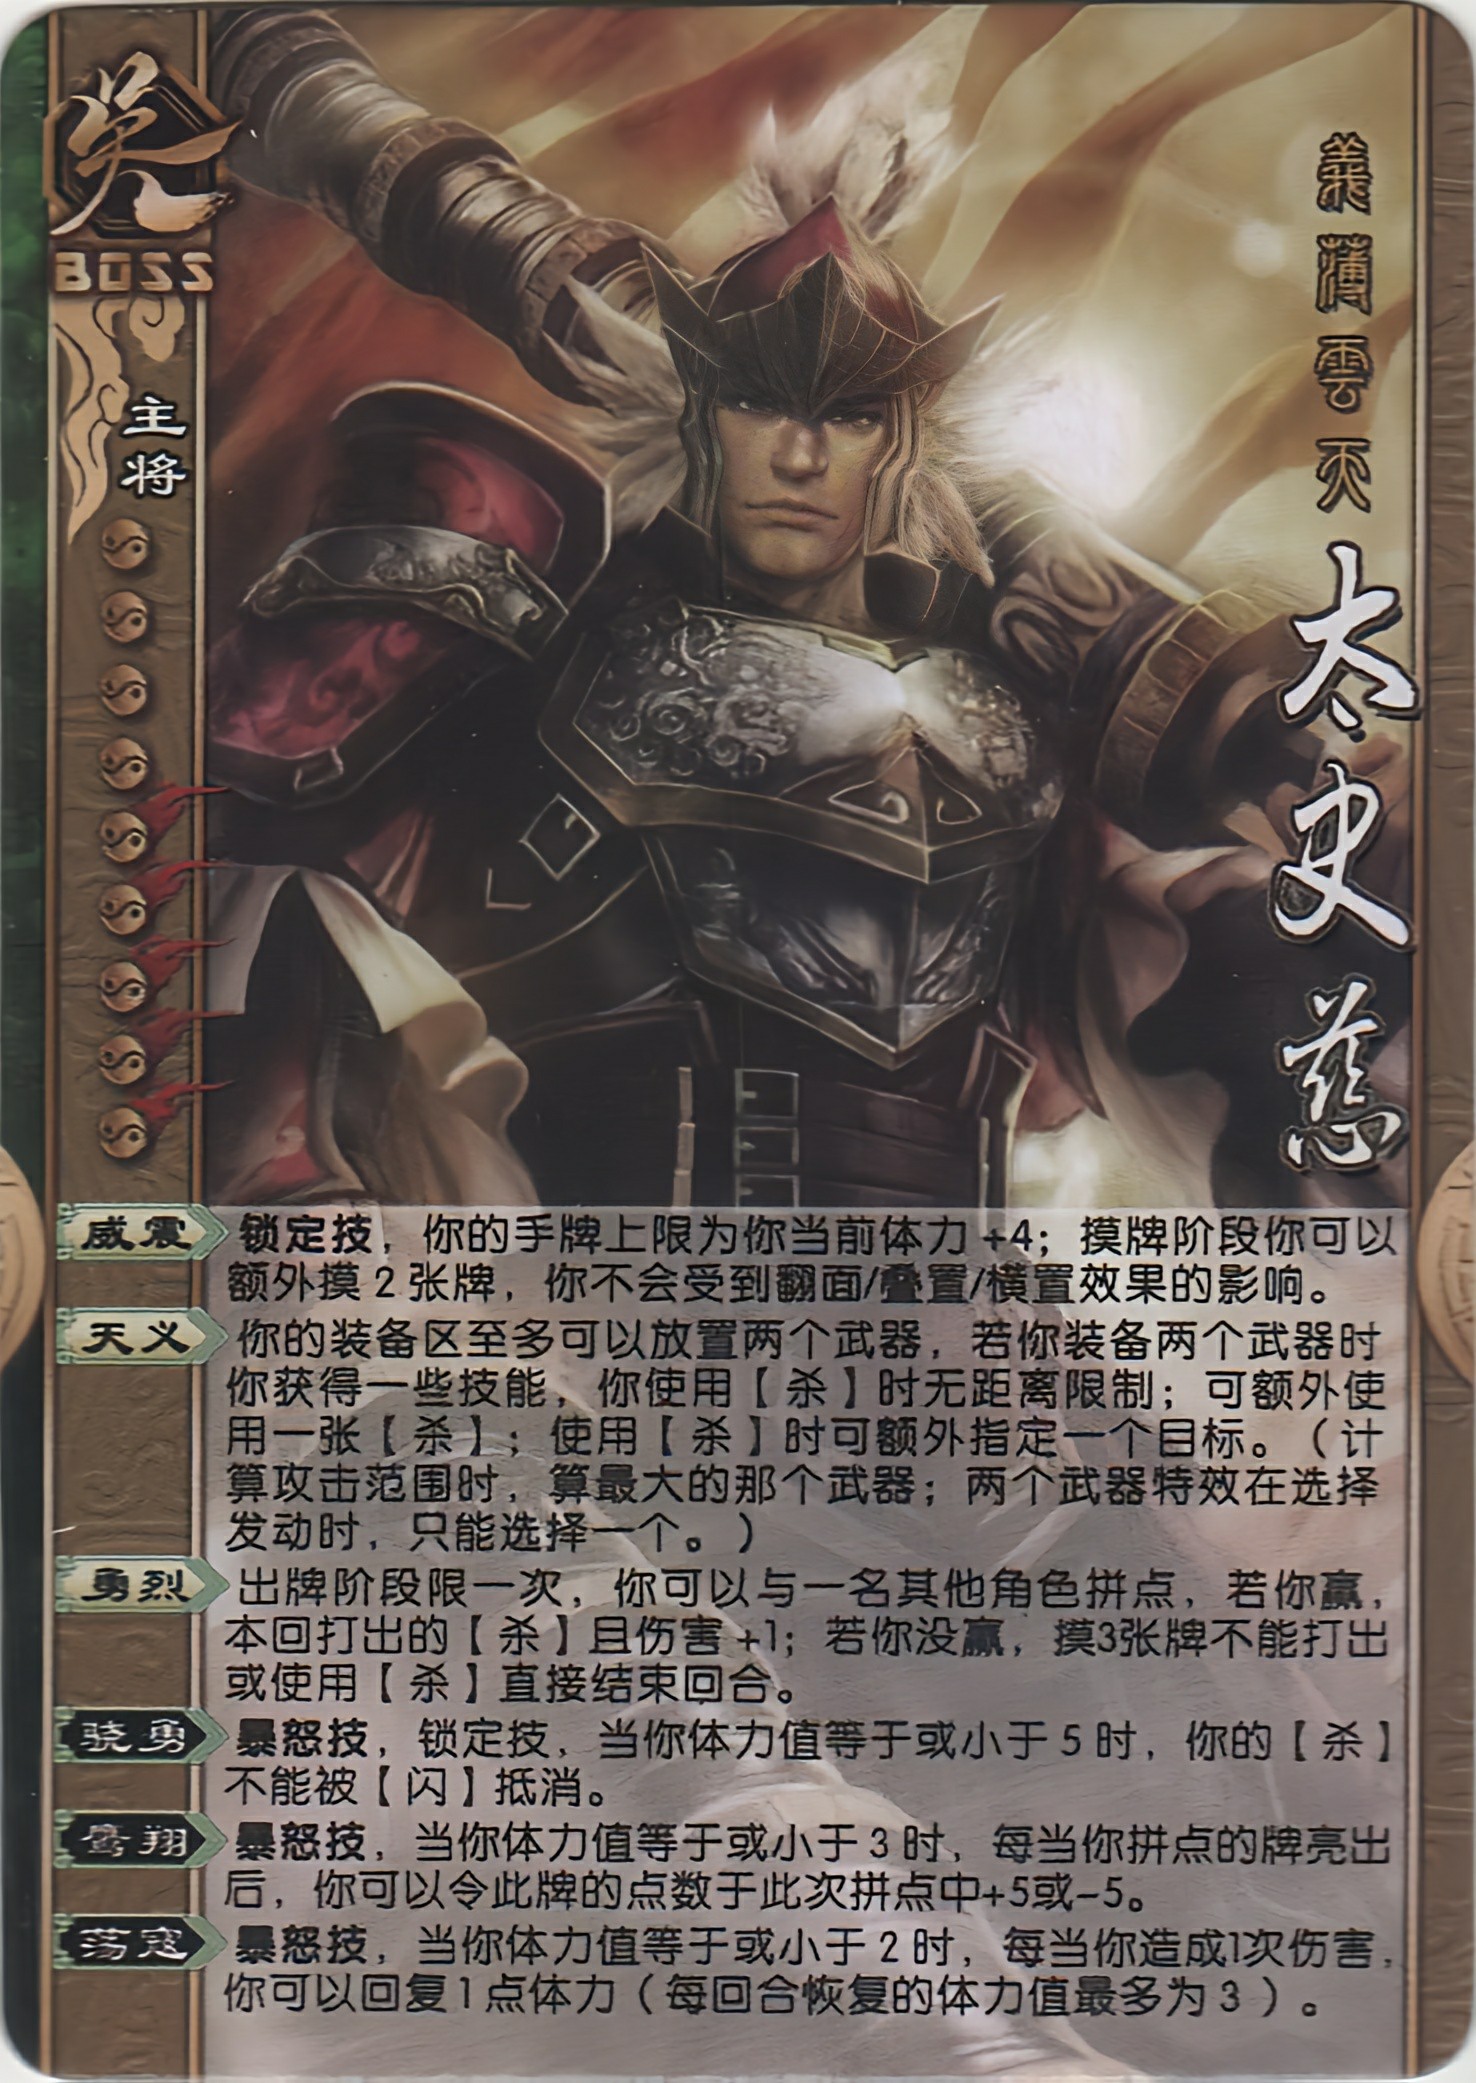 吴
BOSS
主将
義薄雲天
太史慈
威震
锁定技，你的手牌上限为你当前体力+4；摸牌阶段你可以
额外摸2张牌，你不会受到翻面/叠置/横置效果的影响。
天义
你的装备区至多可以放置两个武器，若你装备两个武器时
你获得一些技能，你使用【杀】时无距离限制；可额外使
用一张【杀】；使用【杀】时可额外指定一个目标。（计
算攻击范围时，算最大的那个武器；两个武器特效在选择
发动时，只能选择一个。）
勇烈
出牌阶段限一次，你可以与一名其他角色拼点，若你赢，
本回打出的【杀】且伤害+1；若你没赢，摸3张牌不能打出
或使用【杀】直接结束回合。
骁勇
暴怒技，锁定技，当你体力值等于或小于5时，你的【杀】
不能被【闪】抵消。
鹰翔
暴怒技，当你体力值等于或小于3时，每当你拼点的牌亮出
后，你可以令此牌的点数于此次拼点中+5或-5。
荡寇
暴怒技，当你体力值等于或小于2时，每当你造成1次伤害，
你可以回复1点体力（每回合恢复的体力值最多为3）。